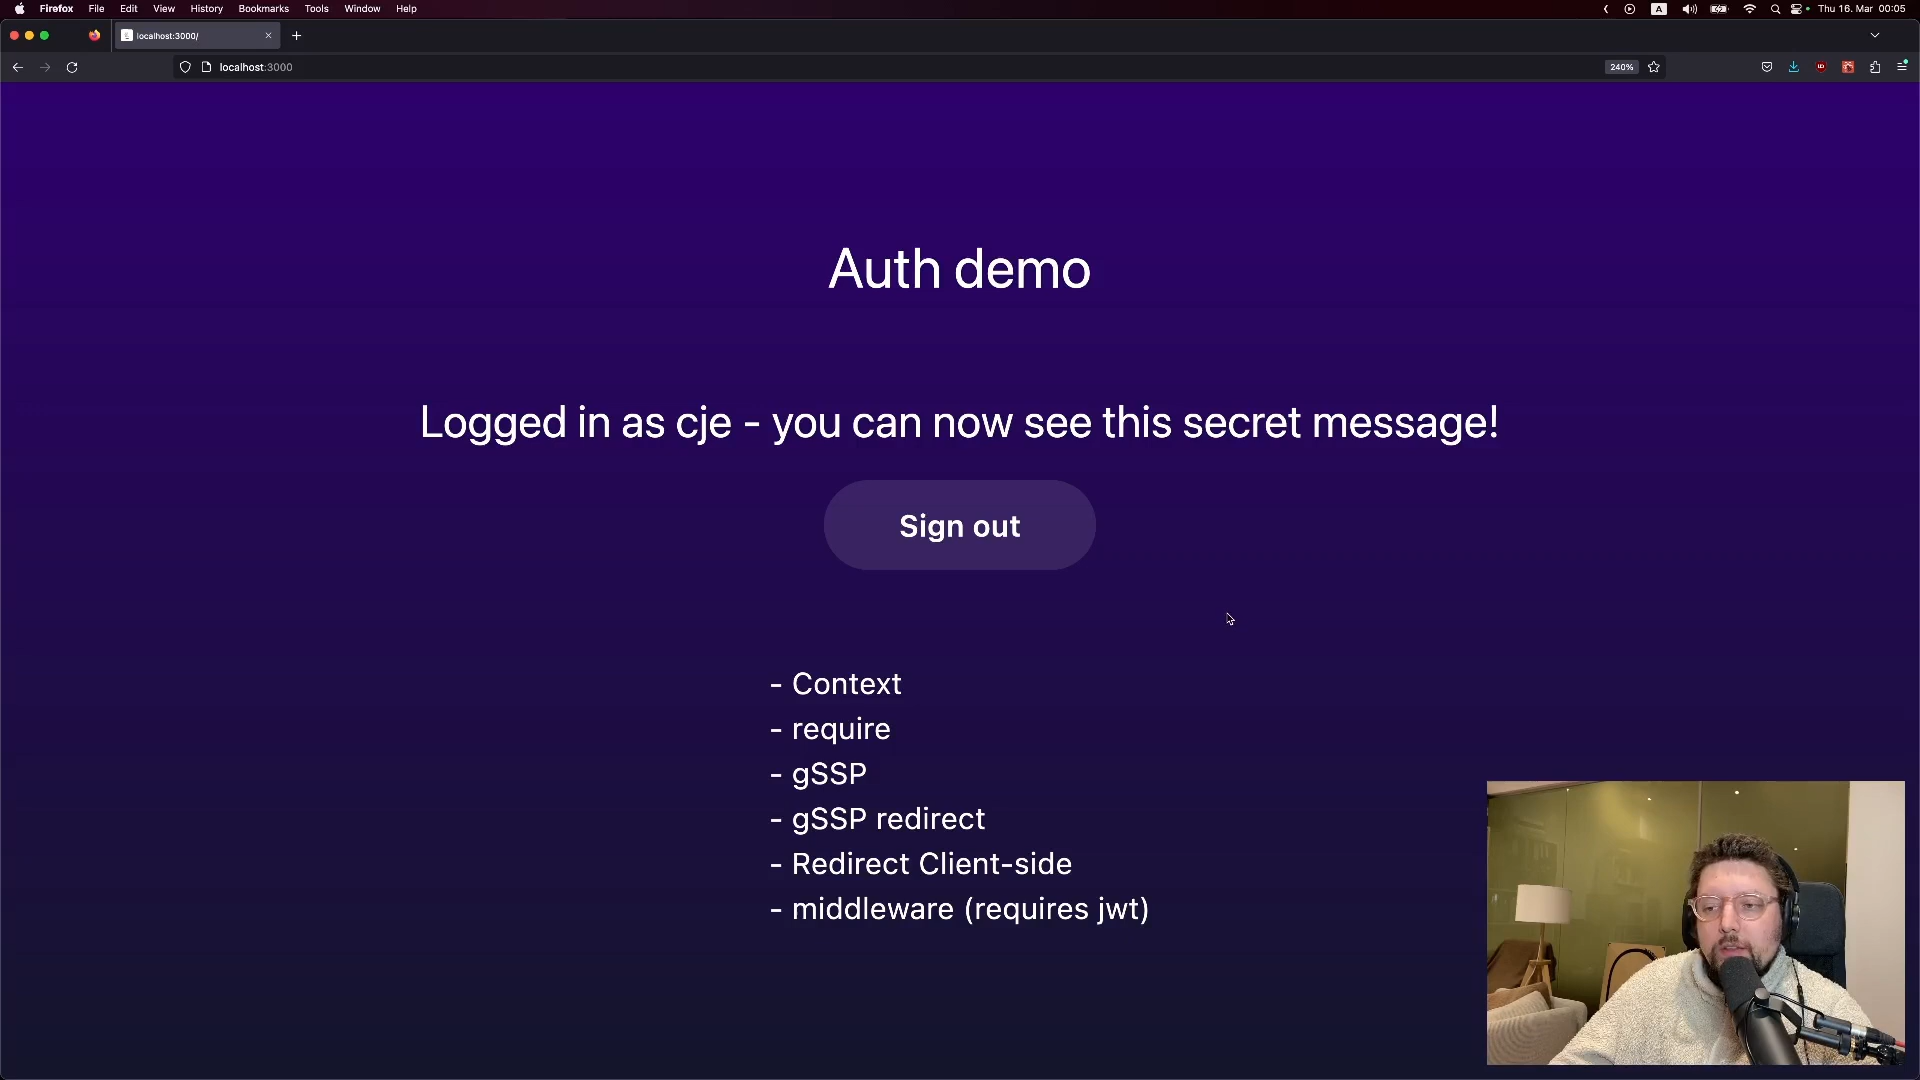 Firefox File Edit View History Bookmarks Tools Window Help
A
Thu 16. Mar 00:05
localhost:3000/
localhost:3000
240%
Auth demo
Logged in as cje - you can now see this secret message!
Sign out
- Context
- require
- gSSP
- gSSP redirect
- Redirect Client-side
- middleware (requires jwt)